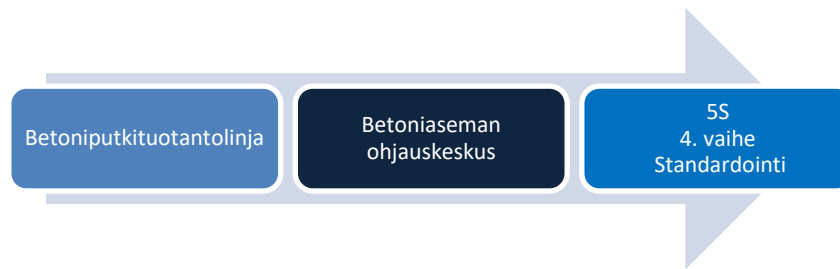 Betoniputkituotantolinja
Betoniaseman
ohjauskeskus
5S
4. vaihe
Standardointi